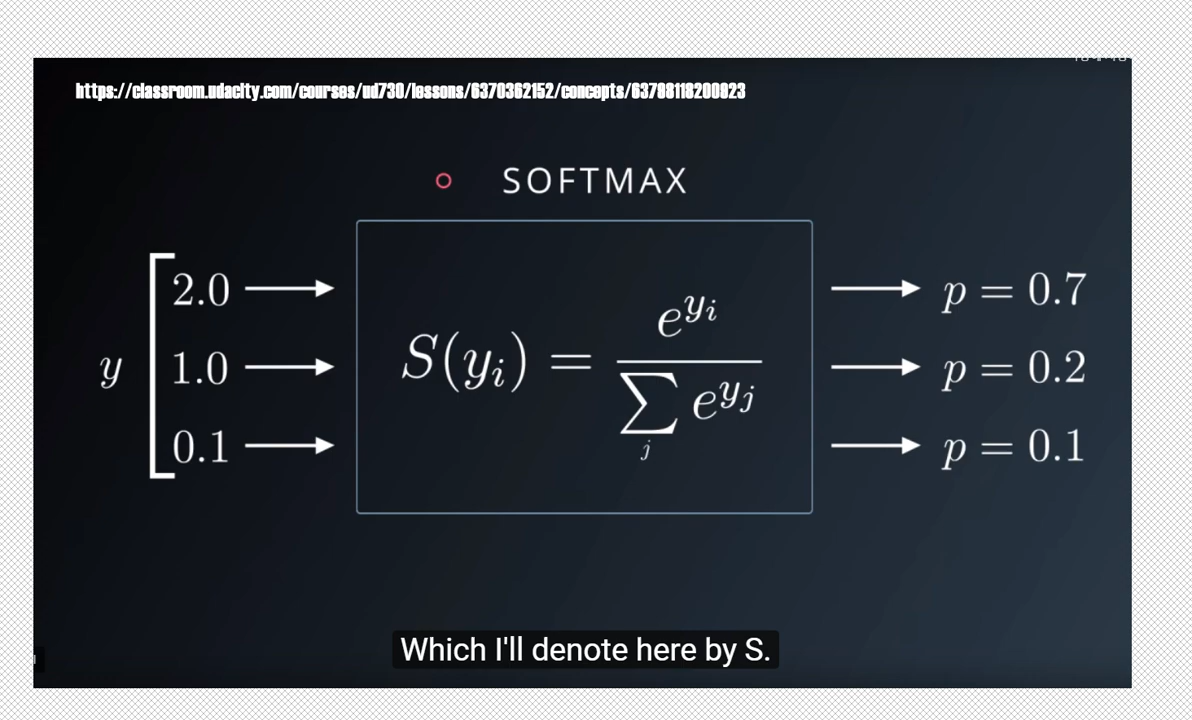 https://classroom.udacity.com/courses/ud730/lessons/6370362152/concepts/63798118200923
SOFTMAX
y
2.0
1.0
0.1
S(y_i) = e^{y_i} / ∑_j e^{y_j}
p = 0.7
p = 0.2
p = 0.1
Which I'll denote here by S.